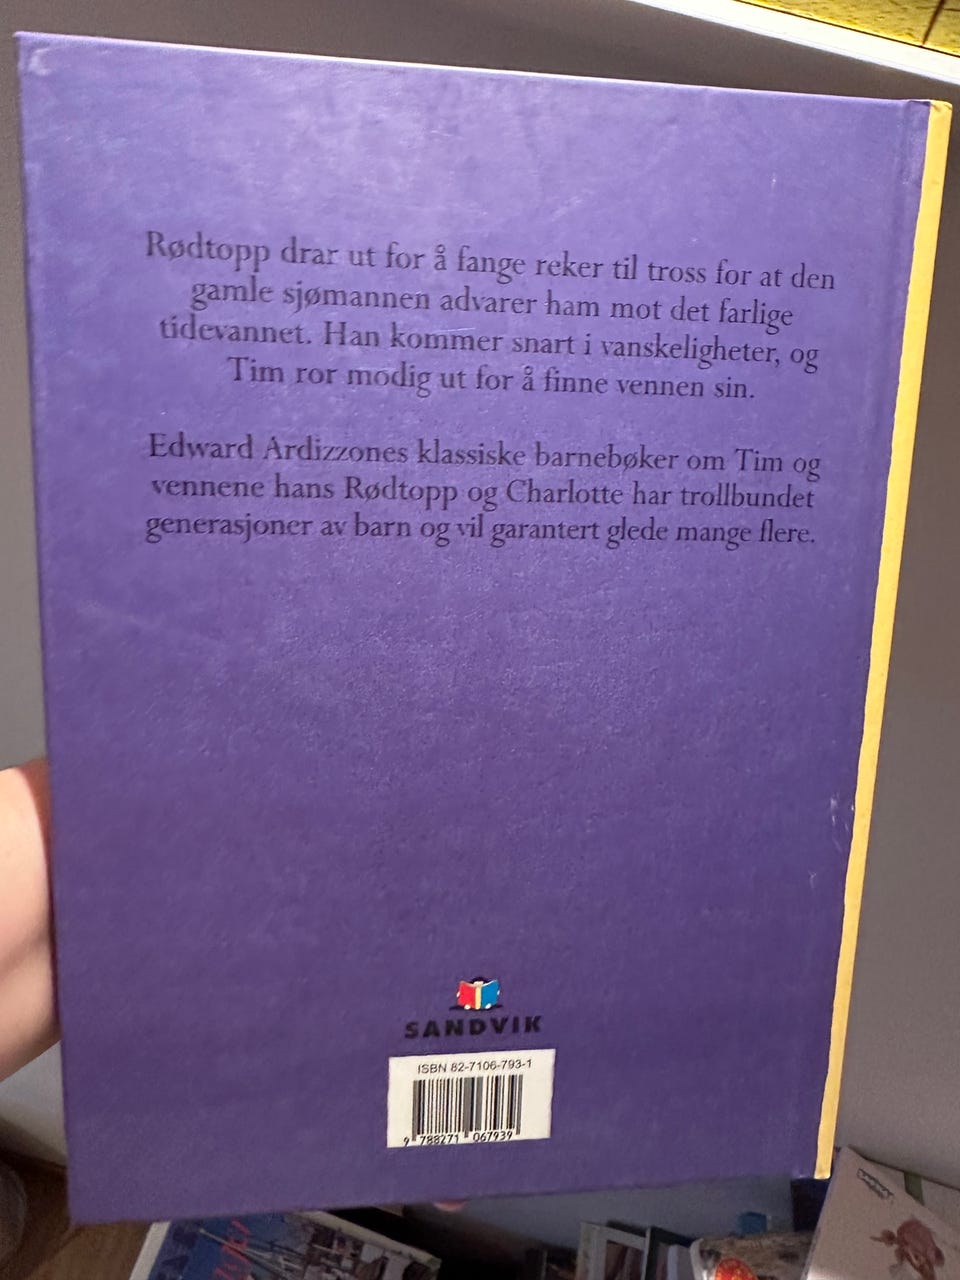 Rødtopp drar ut for å fange reker til tross for at den
gamle sjømannen advarer ham mot det farlige
tidevannet. Han kommer snart i vanskeligheter, og
Tim ror modig ut for å finne vennen sin.
Edward Ardizzones klassiske barnebøker om Tim og
vennene hans Rødtopp og Charlotte har trollbundet
generasjoner av barn og vil garantert glede mange flere.
SANDVIK
ISBN 82-7106-793-1
9 788271 067939